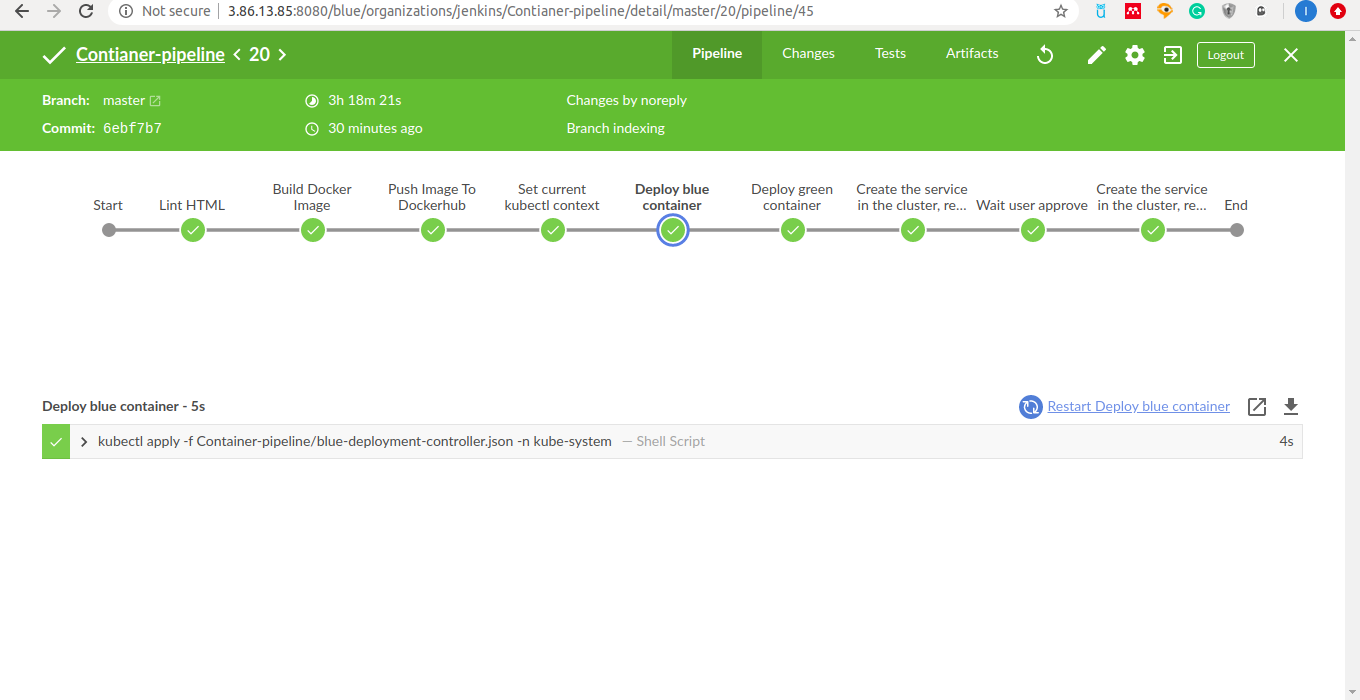 Not secure 3.86.13.85:8080/blue/organizations/jenkins/Contianer-pipeline/detail/master/20/pipeline/45
Contianer-pipeline < 20 > Pipeline Changes Tests Artifacts Logout
Branch: master 3h 18m 21s Changes by noreply
Commit: 6ebf7b7 30 minutes ago Branch indexing
Start
Lint HTML
Build Docker
Image
Push Image To
Dockerhub
Set current
kubectl context
Deploy blue
container
Deploy green
container
Create the service
in the cluster, re...
Wait user approve
Create the service
in the cluster, re...
End
Deploy blue container - 5s Restart Deploy blue container
kubectl apply -f Container-pipeline/blue-deployment-controller.json -n kube-system — Shell Script 4s